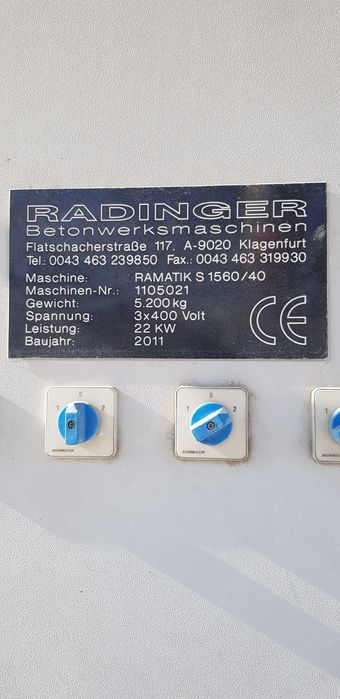 RADINGER
Betonwerksmaschinen
Flatschacherstraße 117, A-9020 Klagenfurt
Tel.: 0043 463 239850 Fax.: 0043 463 319930
Maschine: RAMATIK S 1560/40
Maschinen-Nr.: 1105021
Gewicht: 5.200 kg
Spannung: 3x400 Volt
Leistung: 22 KW
Baujahr: 2011
CE
0
1 2
0
1 2
1